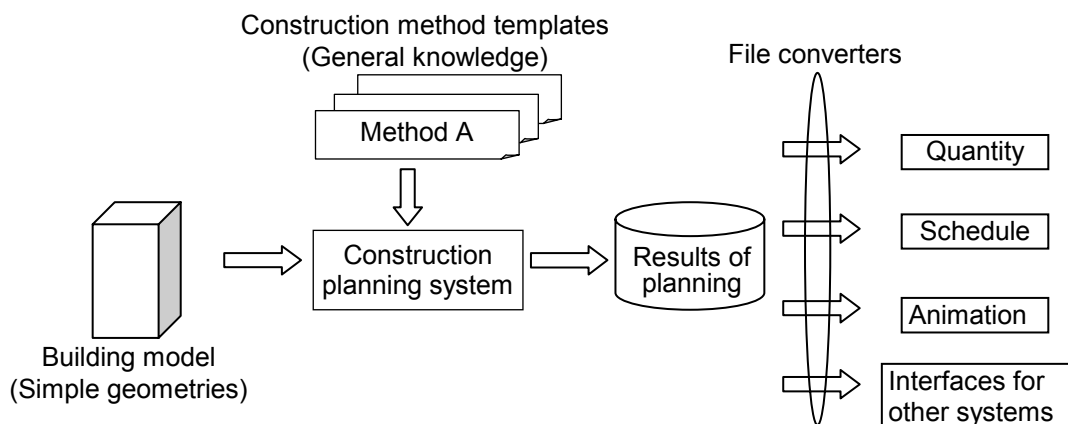 Construction method templates
(General knowledge)
Method A
File converters
Building model
(Simple geometries)
Construction
planning system
Results of
planning
Quantity
Schedule
Animation
Interfaces for
other systems